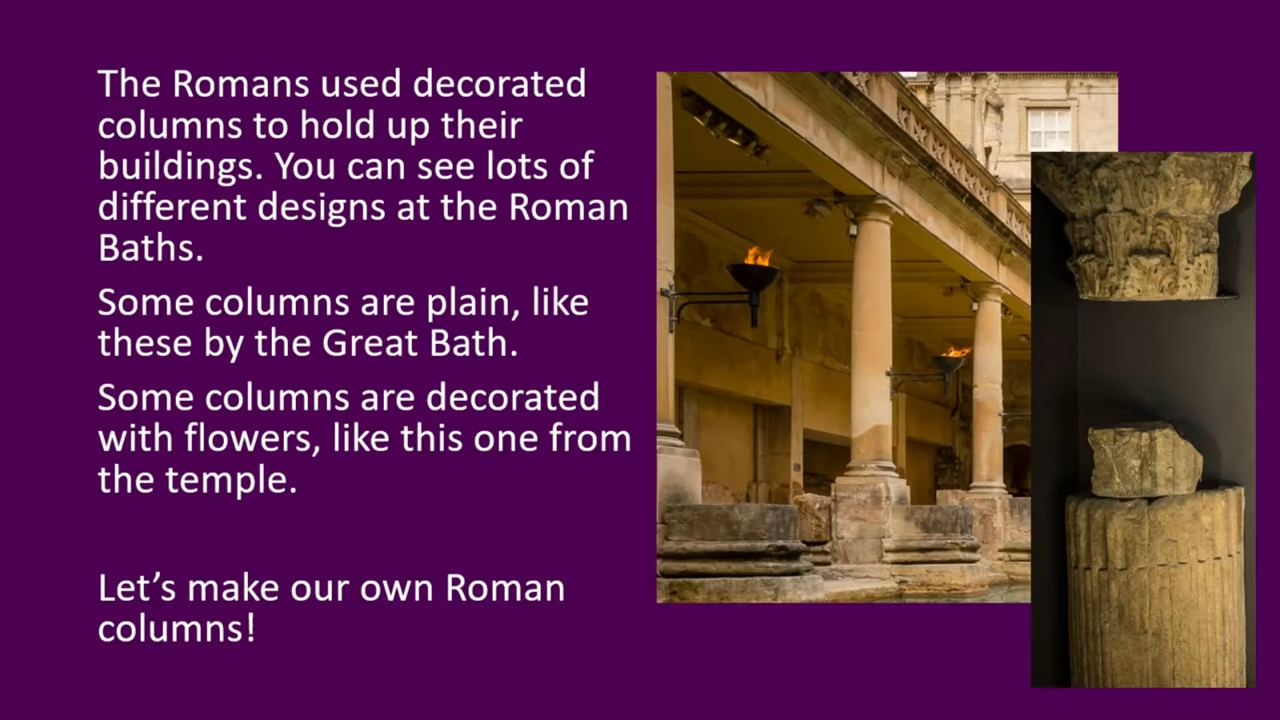 The Romans used decorated
columns to hold up their
buildings. You can see lots of
different designs at the Roman
Baths.
Some columns are plain, like
these by the Great Bath.
Some columns are decorated
with flowers, like this one from
the temple.
Let’s make our own Roman
columns!